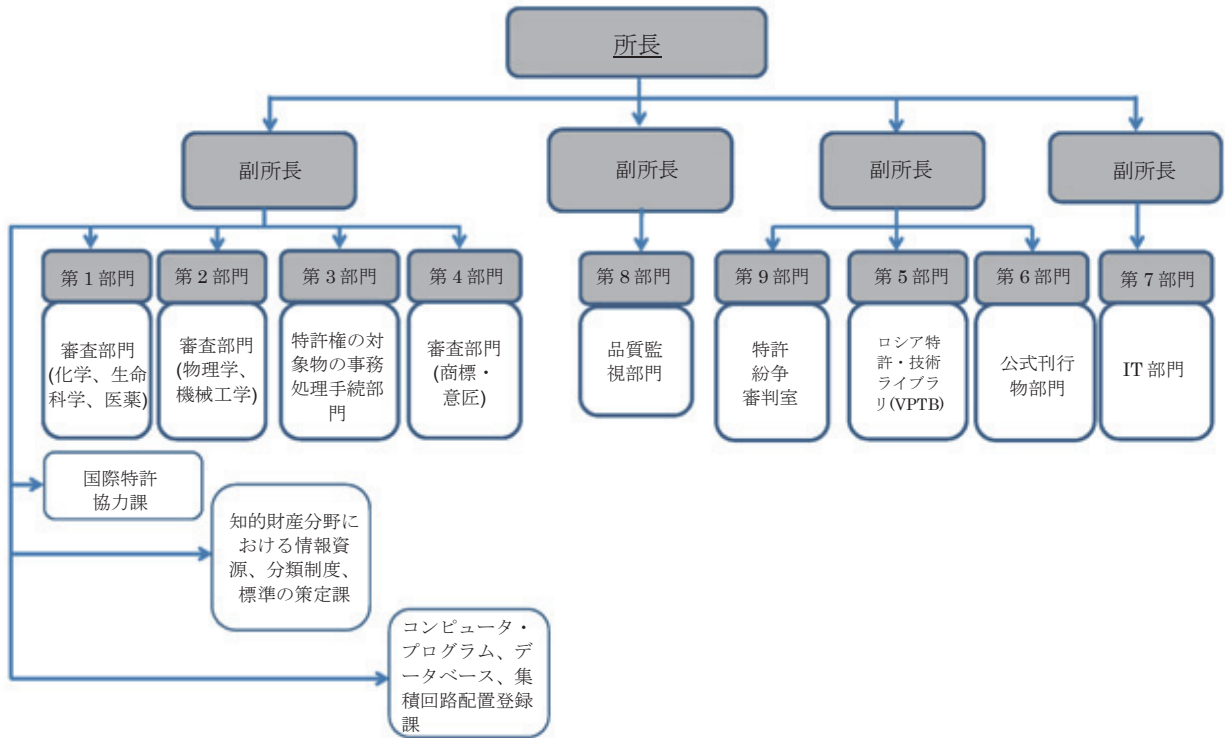 所長
副所長
副所長
副所長
副所長
第1部門
第2部門
第3部門
第4部門
第8部門
第9部門
第5部門
第6部門
第7部門
審査部門
(化学、生命
科学、医薬)
審査部門
(物理学、
機械工学)
特許権の対
象物の事務
処理手続部
門
審査部門
(商標・
意匠)
品質監
視部門
特許
紛争
審判室
ロシア特
許・技術
ライブラ
リ(VPTB)
公式刊行
物部門
IT 部門
国際特許
協力課
知的財産分野に
おける情報資
源、分類制度、
標準の策定課
コンピュータ・
プログラム、デ
ータベース、集
積回路配置登録
課